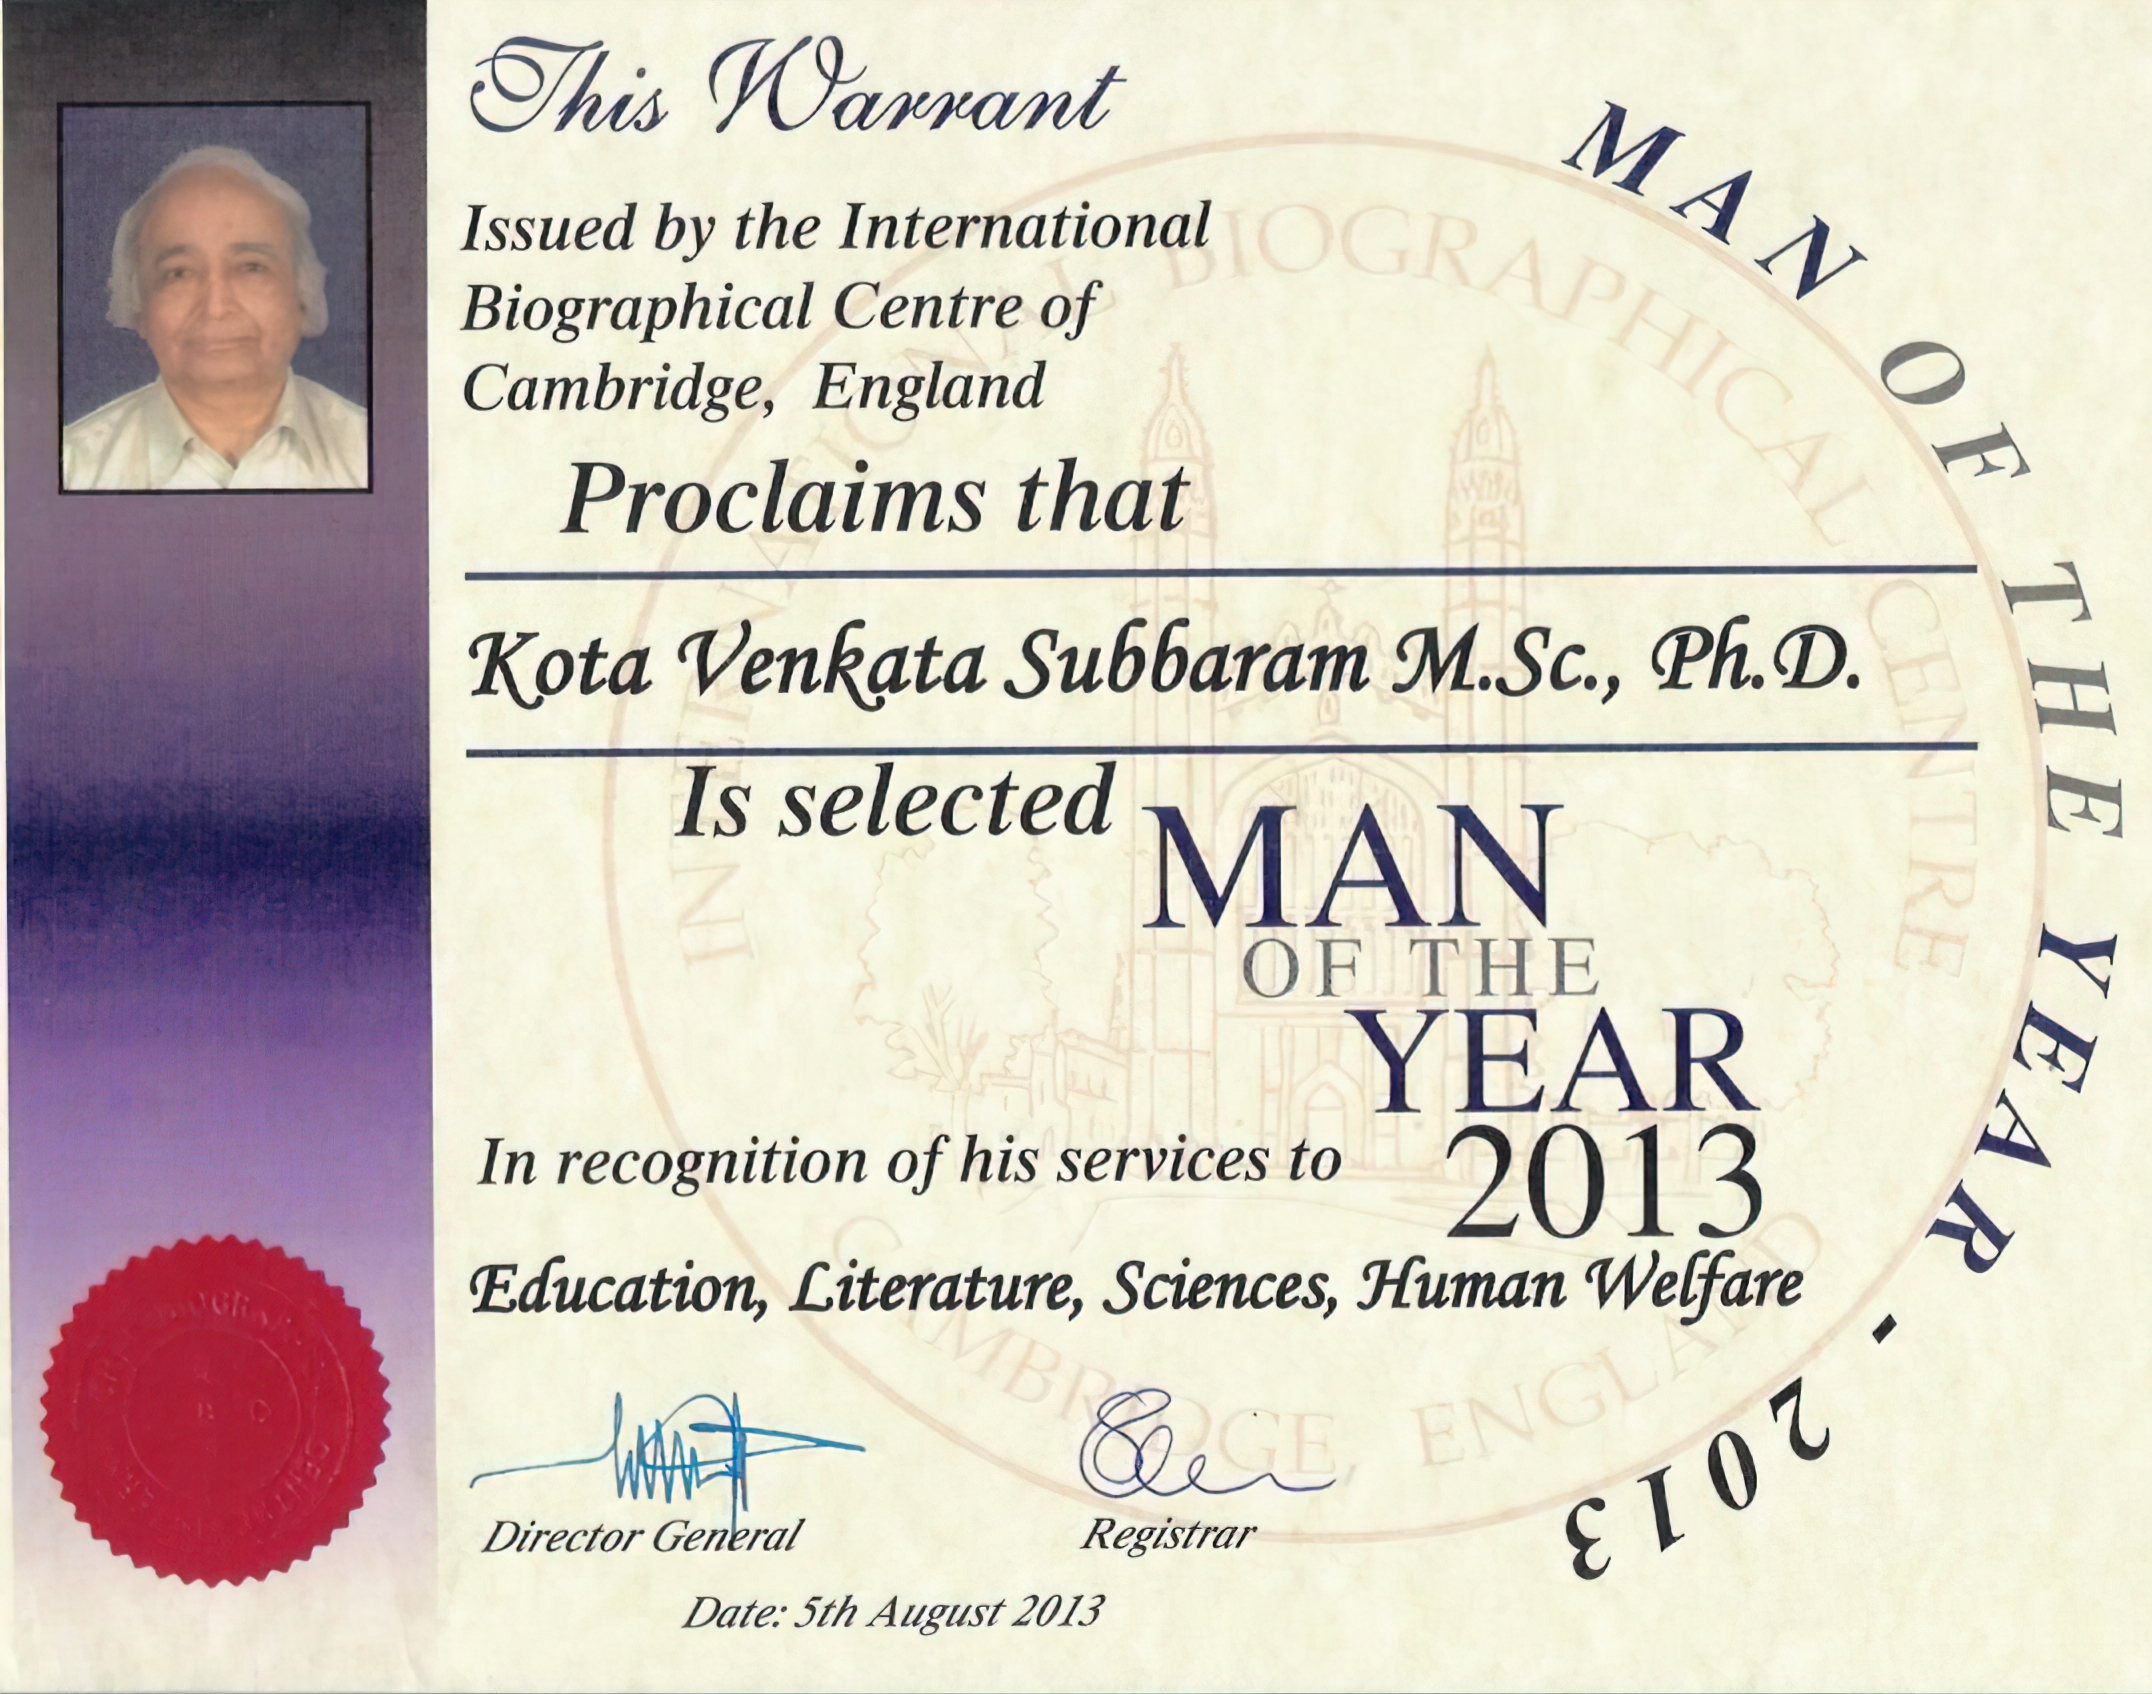 This Warrant
Issued by the International
Biographical Centre of
Cambridge, England
Proclaims that
Kota Venkata Subbaram M.Sc., Ph.D.
Is selected
MAN
OF THE
YEAR
2013
In recognition of his services to
Education, Literature, Sciences, Human Welfare
Director General
Registrar
Date: 5th August 2013
MAN OF THE YEAR - 2013
INTERNATIONAL BIOGRAPHICAL CENTRE
CAMBRIDGE, ENGLAND